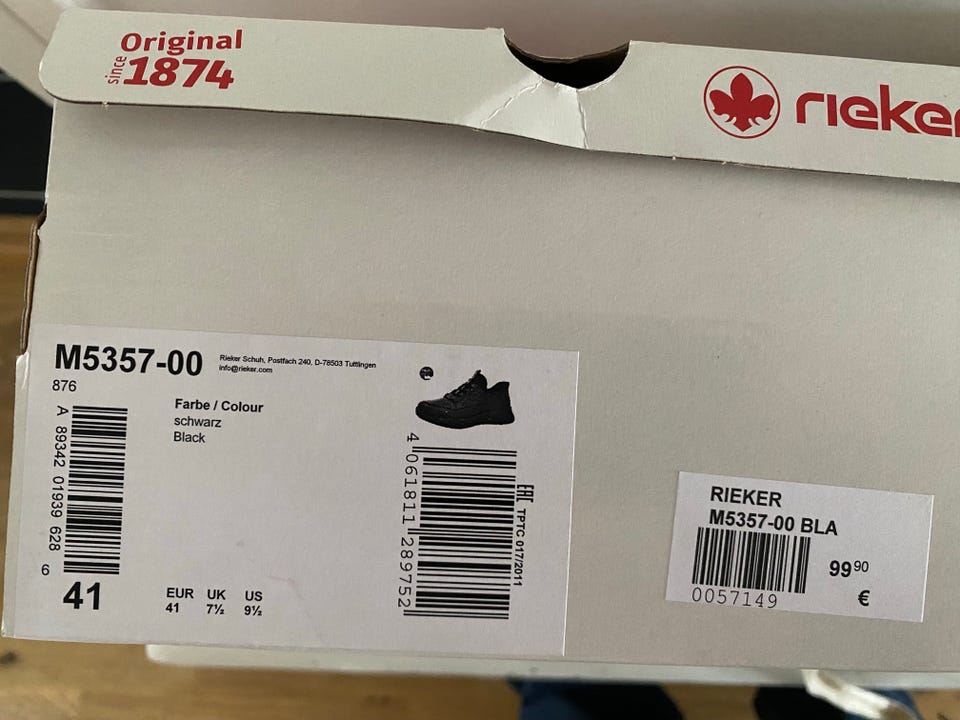 Original
since 1874
rieker
M5357-00
876
Rieker Schuh, Postfach 240, D-78503 Tuttlingen
info@rieker.com
Farbe / Colour
schwarz
Black
A 89342 01939 628 6
41
EUR UK US
41 7½ 9½
4 061811 289752
EAC TPTC 017/2011
RIEKER
M5357-00 BLA
99 90
€
0057149